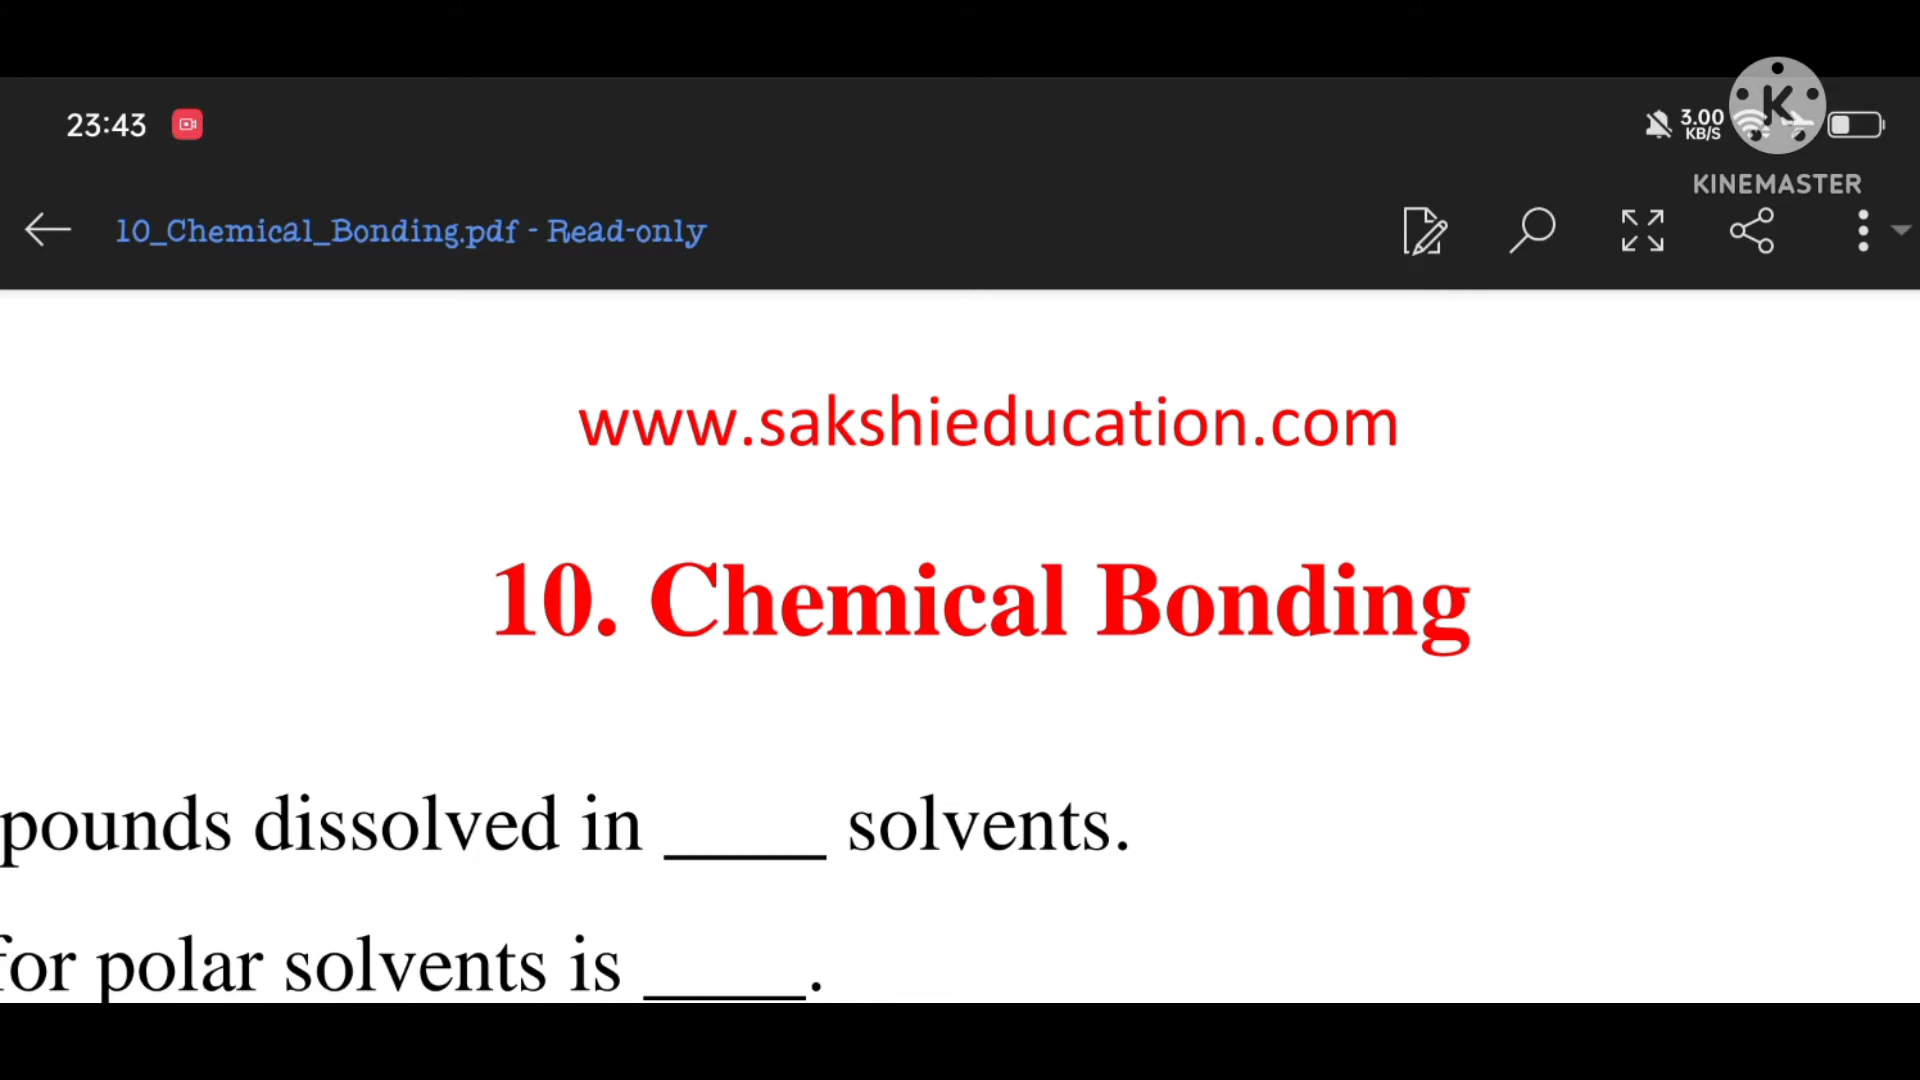 23:43
3.00
KB/S
K
KINEMASTER
10_Chemical_Bonding.pdf - Read-only
www.sakshieducation.com
10. Chemical Bonding
pounds dissolved in ____ solvents.
for polar solvents is ____.